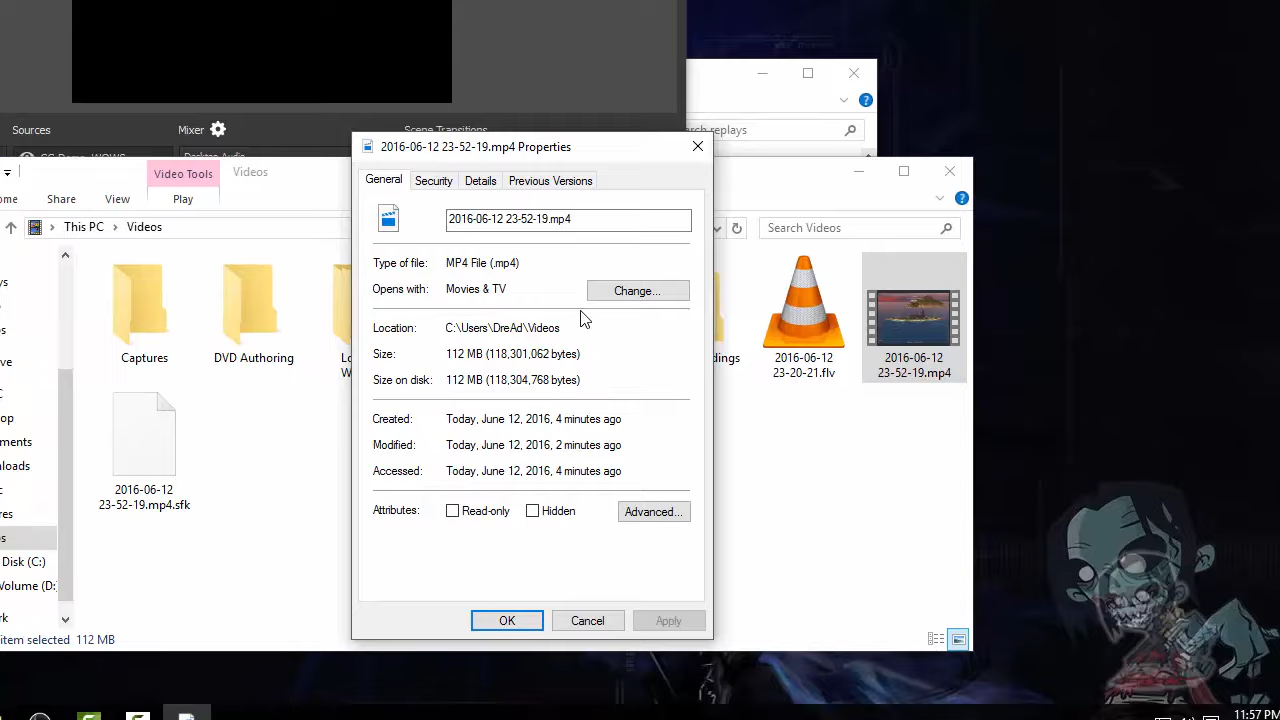 Sources
Mixer
Scene Transitions
Desktop Audio
replays
Video Tools
Videos
Share
View
Play
This PC
Videos
Search Videos
Captures
DVD Authoring
2016-06-12
23-20-21.flv
2016-06-12
23-52-19.mp4
2016-06-12
23-52-19.mp4.sfk
Disk (C:)
item selected 112 MB
2016-06-12 23-52-19.mp4 Properties
General
Security
Details
Previous Versions
2016-06-12 23-52-19.mp4
Type of file: MP4 File (.mp4)
Opens with: Movies & TV
Change...
Location: C:\Users\DreAd\Videos
Size: 112 MB (118,301,062 bytes)
Size on disk: 112 MB (118,304,768 bytes)
Created: Today, June 12, 2016, 4 minutes ago
Modified: Today, June 12, 2016, 2 minutes ago
Accessed: Today, June 12, 2016, 4 minutes ago
Attributes: Read-only Hidden
Advanced...
OK
Cancel
Apply
11:57 PM